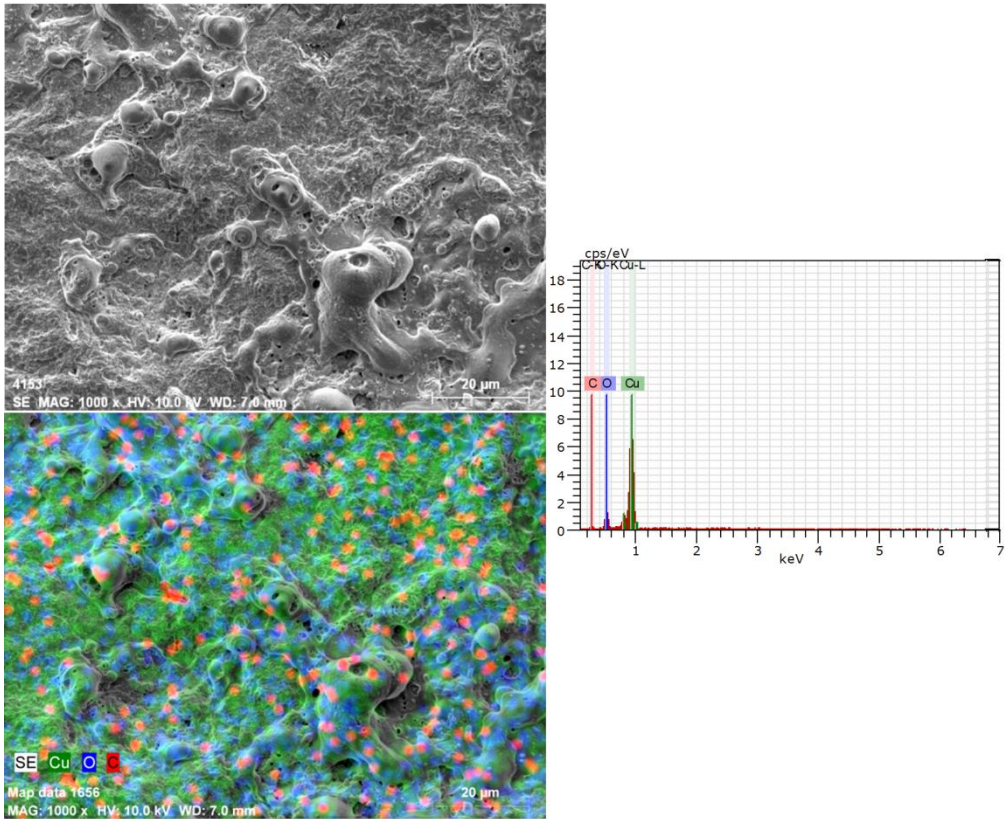 4153
20 µm
SE MAG: 1000 x HV: 10.0 kV WD: 7.0 mm
SE Cu O C
Map data 1656
20 µm
MAG: 1000 x HV: 10.0 kV WD: 7.0 mm
cps/eV
C-K O-K Cu-L
18
16
14
12
10
8
6
4
2
0
C O Cu
1 2 3 4 5 6 7
keV